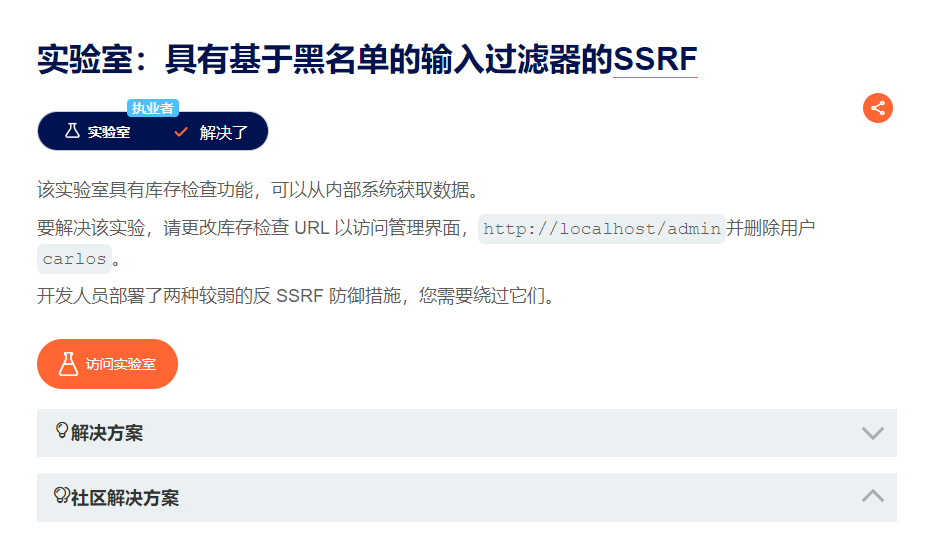 实验室：具有基于黑名单的输入过滤器的SSRF
执业者
实验室 解决了
该实验室具有库存检查功能，可以从内部系统获取数据。
要解决该实验，请更改库存检查 URL 以访问管理界面，http://localhost/admin并删除用户
carlos。
开发人员部署了两种较弱的反 SSRF 防御措施，您需要绕过它们。
访问实验室
解决方案
社区解决方案